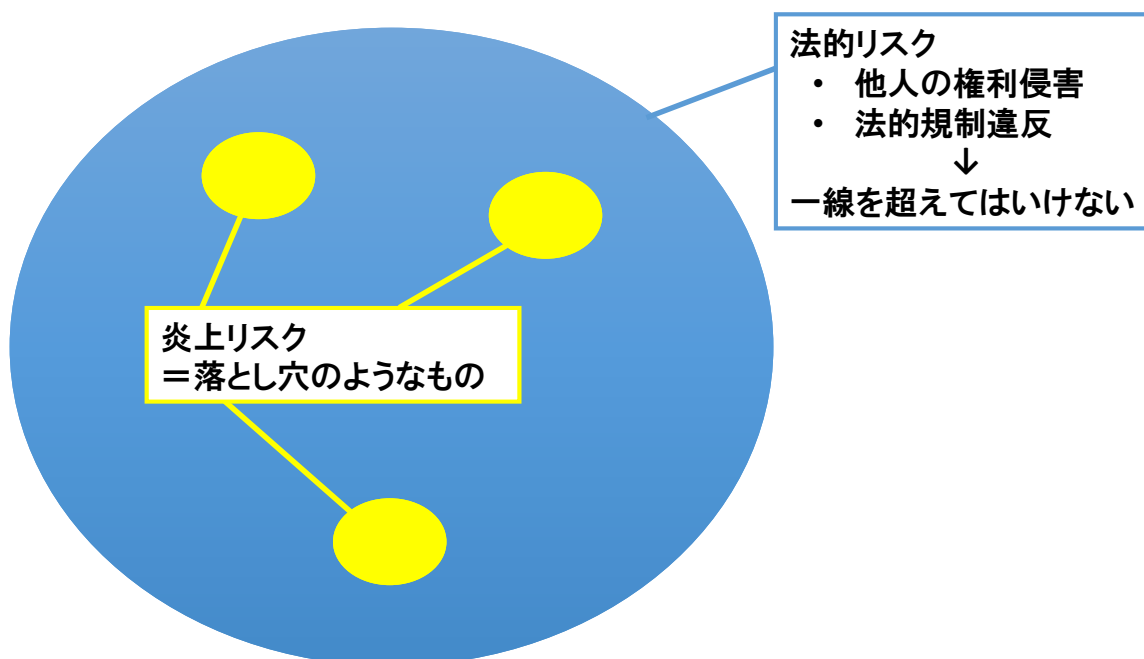 法的リスク
・ 他人の権利侵害
・ 法的規制違反
↓
一線を超えてはいけない
炎上リスク
＝落とし穴のようなもの